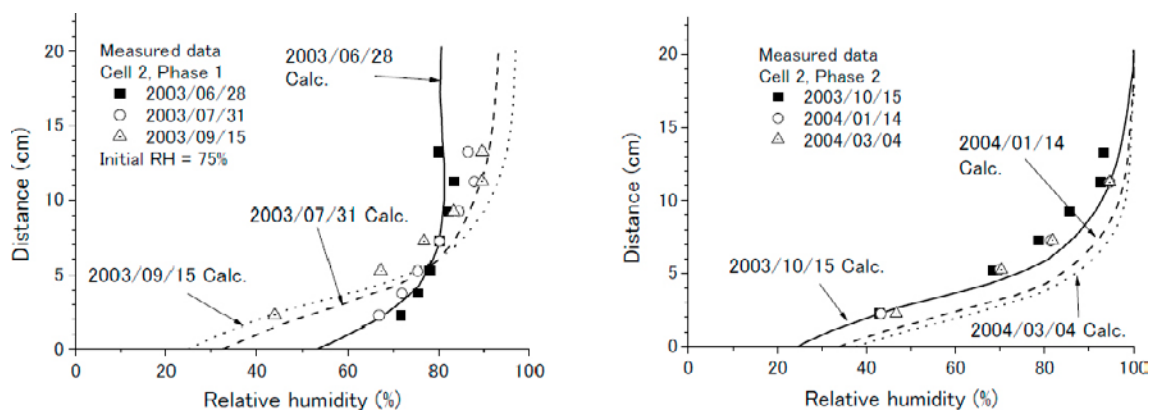 Measured data
Cell 2, Phase 1
2003/06/28
2003/07/31
2003/09/15
Initial RH = 75%
2003/06/28
Calc.
2003/07/31 Calc.
2003/09/15 Calc.
Distance (cm)
20
15
10
5
0
0 20 40 60 80 100
Relative humidity (%)
Measured data
Cell 2, Phase 2
2003/10/15
2004/01/14
2004/03/04
2004/01/14
Calc.
2003/10/15 Calc.
2004/03/04 Calc.
Distance (cm)
20
15
10
5
0
0 20 40 60 80 100
Relative humidity (%)